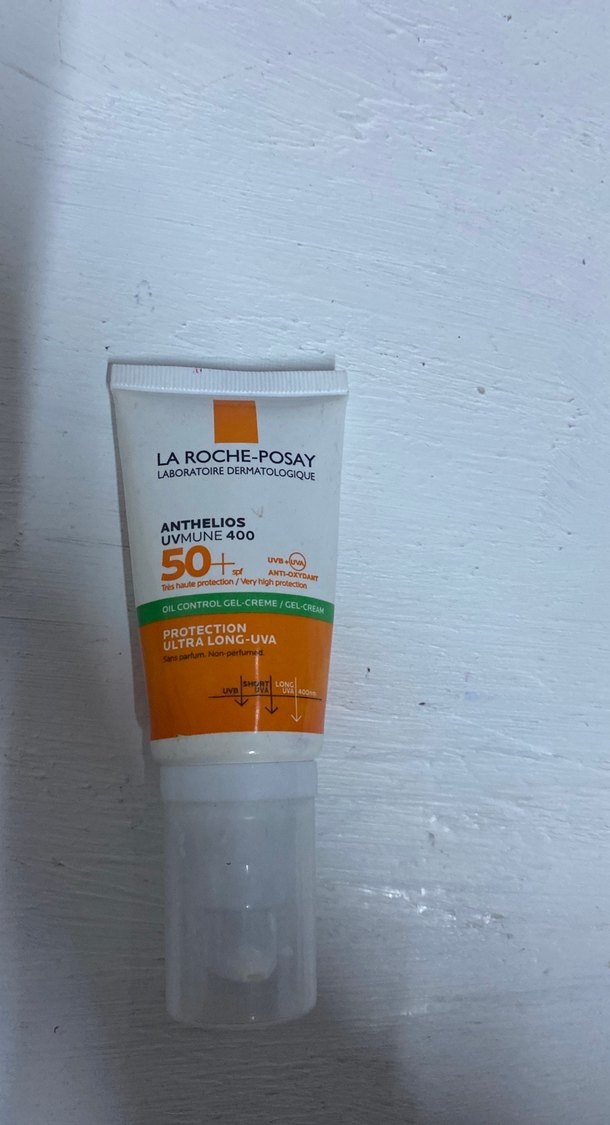 LA ROCHE-POSAY
LABORATOIRE DERMATOLOGIQUE
ANTHELIOS
UVMUNE 400
50+ spf
UVB + UVA
ANTI-OXYDANT
Très haute protection / Very high protection
OIL CONTROL GEL-CREME / GEL-CREAM
PROTECTION
ULTRA LONG-UVA
Sans parfum. Non-perfumed.
UVB
SHORT
UVA
LONG
UVA
400nm